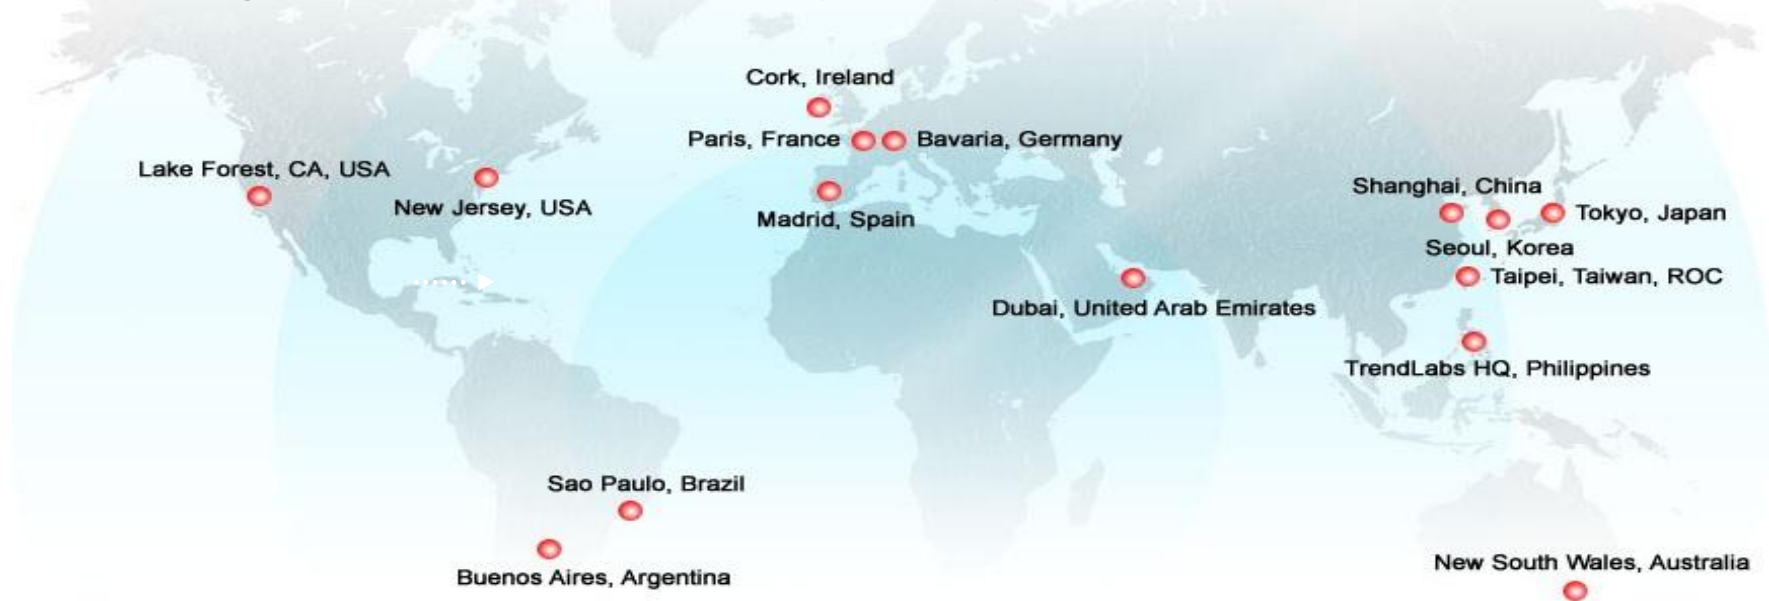 Cork, Ireland
Paris, France
Bavaria, Germany
Lake Forest, CA, USA
New Jersey, USA
Madrid, Spain
Shanghai, China
Tokyo, Japan
Seoul, Korea
Taipei, Taiwan, ROC
Dubai, United Arab Emirates
TrendLabs HQ, Philippines
Sao Paulo, Brazil
Buenos Aires, Argentina
New South Wales, Australia